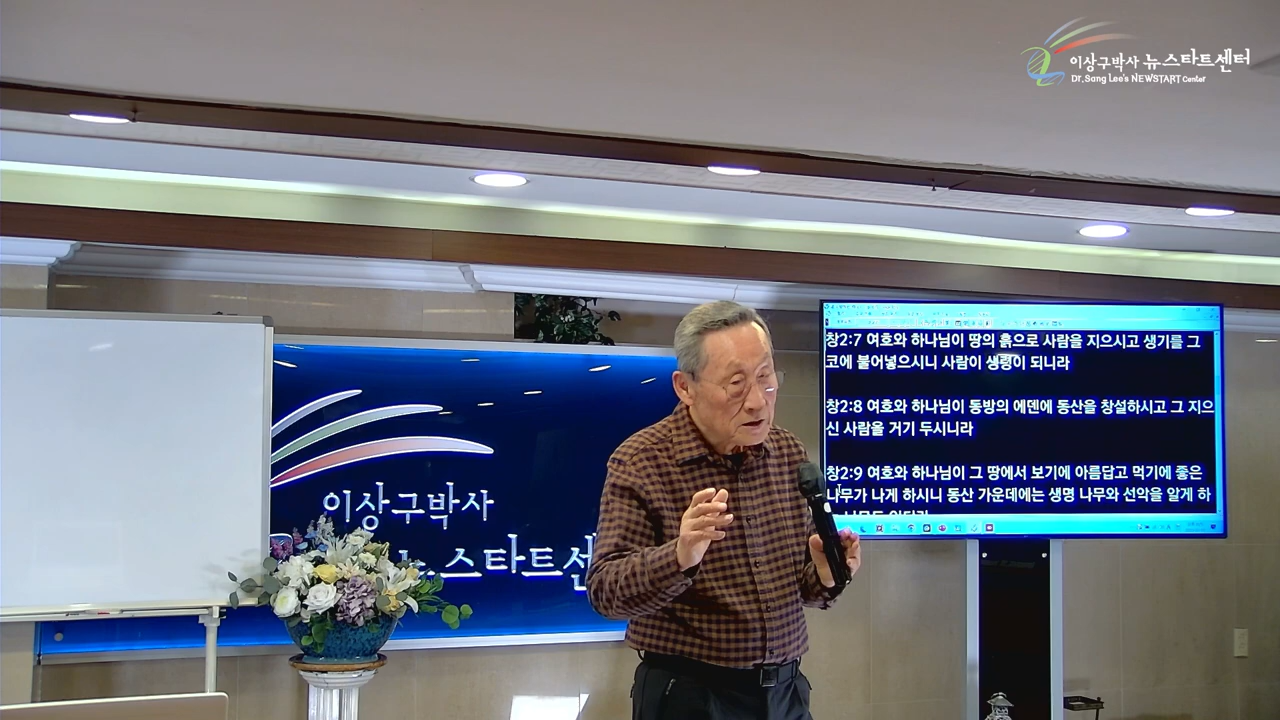 이상구박사 뉴스타트센터
Dr. Sang Lee's NEWSTART Center
창2:7 여호와 하나님이 땅의 흙으로 사람을 지으시고 생기를 그
코에 불어넣으시니 사람이 생령이 되니라
창2:8 여호와 하나님이 동방의 에덴에 동산을 창설하시고 그 지으
신 사람을 거기 두시니라
창2:9 여호와 하나님이 그 땅에서 보기에 아름답고 먹기에 좋은
나무가 나게 하시니 동산 가운데에는 생명 나무와 선악을 알게 하
이상구박사
뉴스타트센